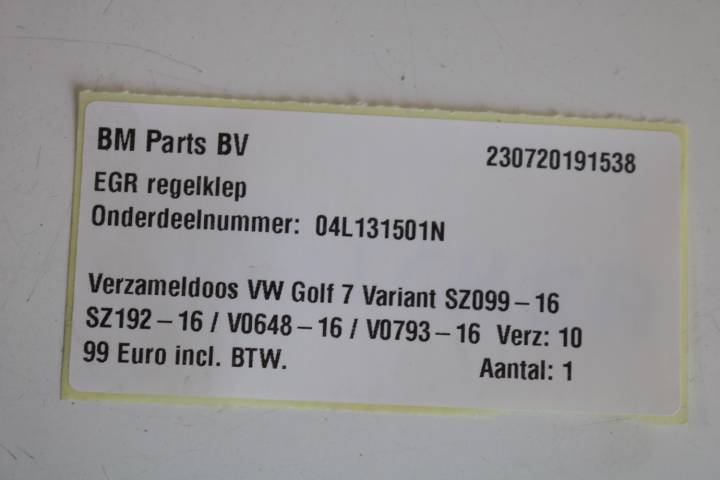 BM Parts BV 230720191538
EGR regelklep
Onderdeelnummer: 04L131501N
Verzameldoos VW Golf 7 Variant SZ099-16
SZ192-16 / V0648-16 / V0793-16 Verz: 10
99 Euro incl. BTW. Aantal: 1